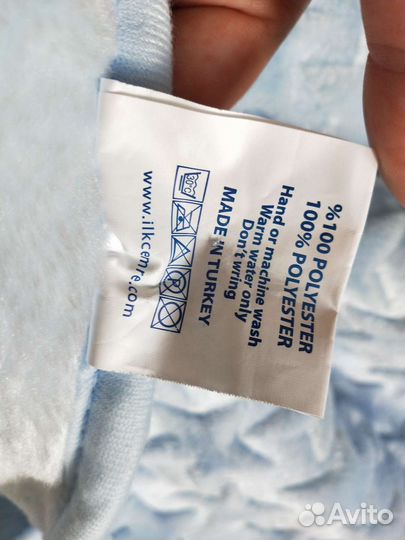 %100 POLYESTER
100% POLYESTER
Hand or machine wash
Warm water only
Don't wring
MADE IN TURKEY
30°C
P
www.ilkcemre.com
Avito